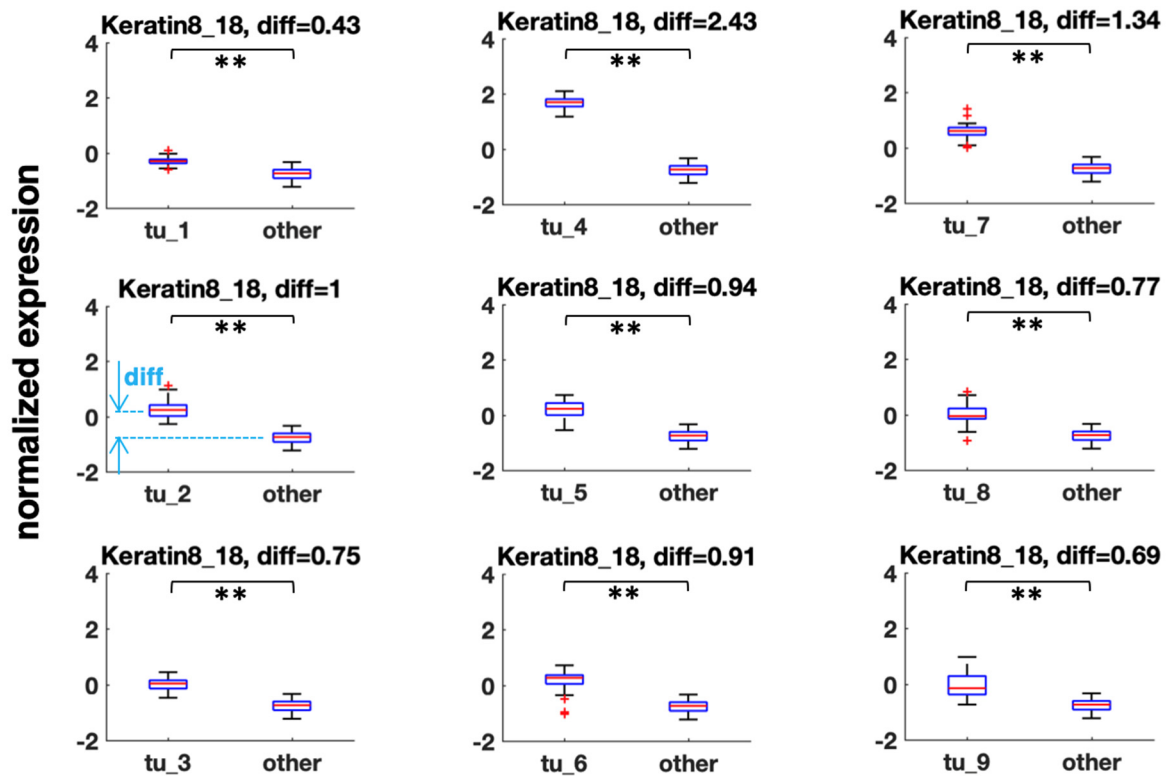 normalized expression
Keratin8_18, diff=0.43
4
2
0
-2
**
tu_1 other
Keratin8_18, diff=2.43
4
2
0
-2
**
tu_4 other
Keratin8_18, diff=1.34
4
2
0
-2
**
tu_7 other
Keratin8_18, diff=1
4
2
0
-2
**
diff
tu_2 other
Keratin8_18, diff=0.94
4
2
0
-2
**
tu_5 other
Keratin8_18, diff=0.77
4
2
0
-2
**
tu_8 other
Keratin8_18, diff=0.75
4
2
0
-2
**
tu_3 other
Keratin8_18, diff=0.91
4
2
0
-2
**
tu_6 other
Keratin8_18, diff=0.69
4
2
0
-2
**
tu_9 other